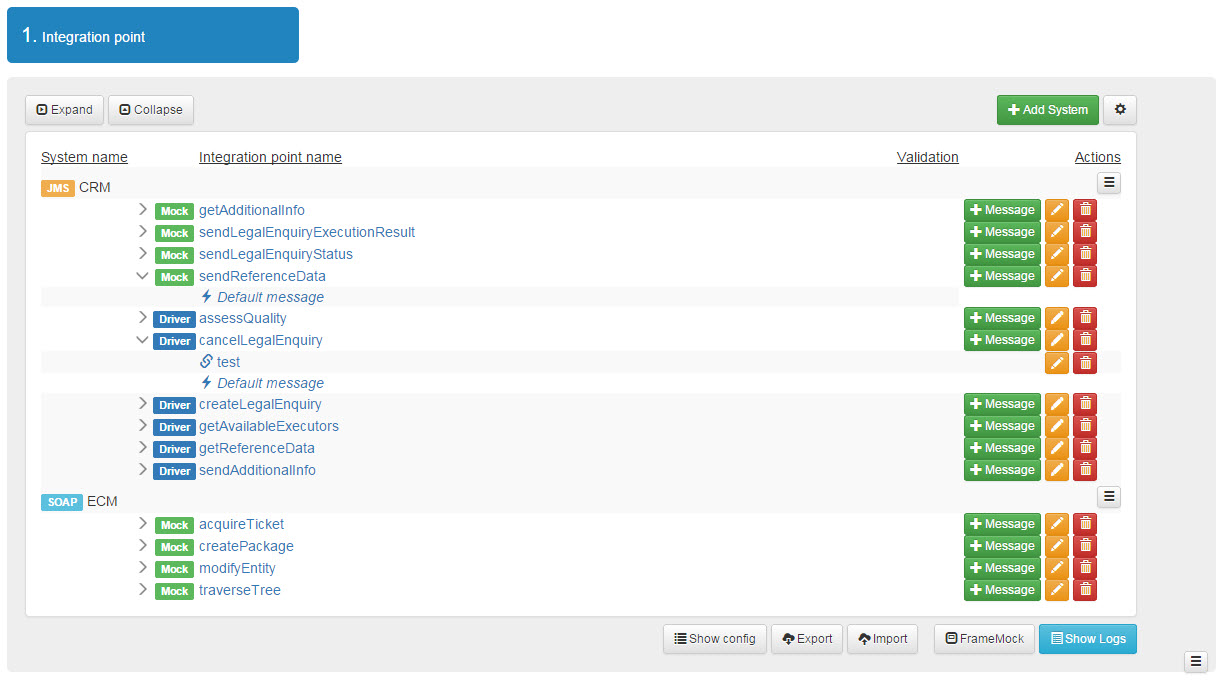 1. Integration point
Expand Collapse Add System
System name Integration point name Validation Actions
JMS CRM
Mock getAdditionalInfo Message
Mock sendLegalEnquiryExecutionResult Message
Mock sendLegalEnquiryStatus Message
Mock sendReferenceData Message
Default message
Driver assessQuality Message
Driver cancelLegalEnquiry Message
test
Default message
Driver createLegalEnquiry Message
Driver getAvailableExecutors Message
Driver getReferenceData Message
Driver sendAdditionalInfo Message
SOAP ECM
Mock acquireTicket Message
Mock createPackage Message
Mock modifyEntity Message
Mock traverseTree Message
Show config Export Import FrameMock Show Logs